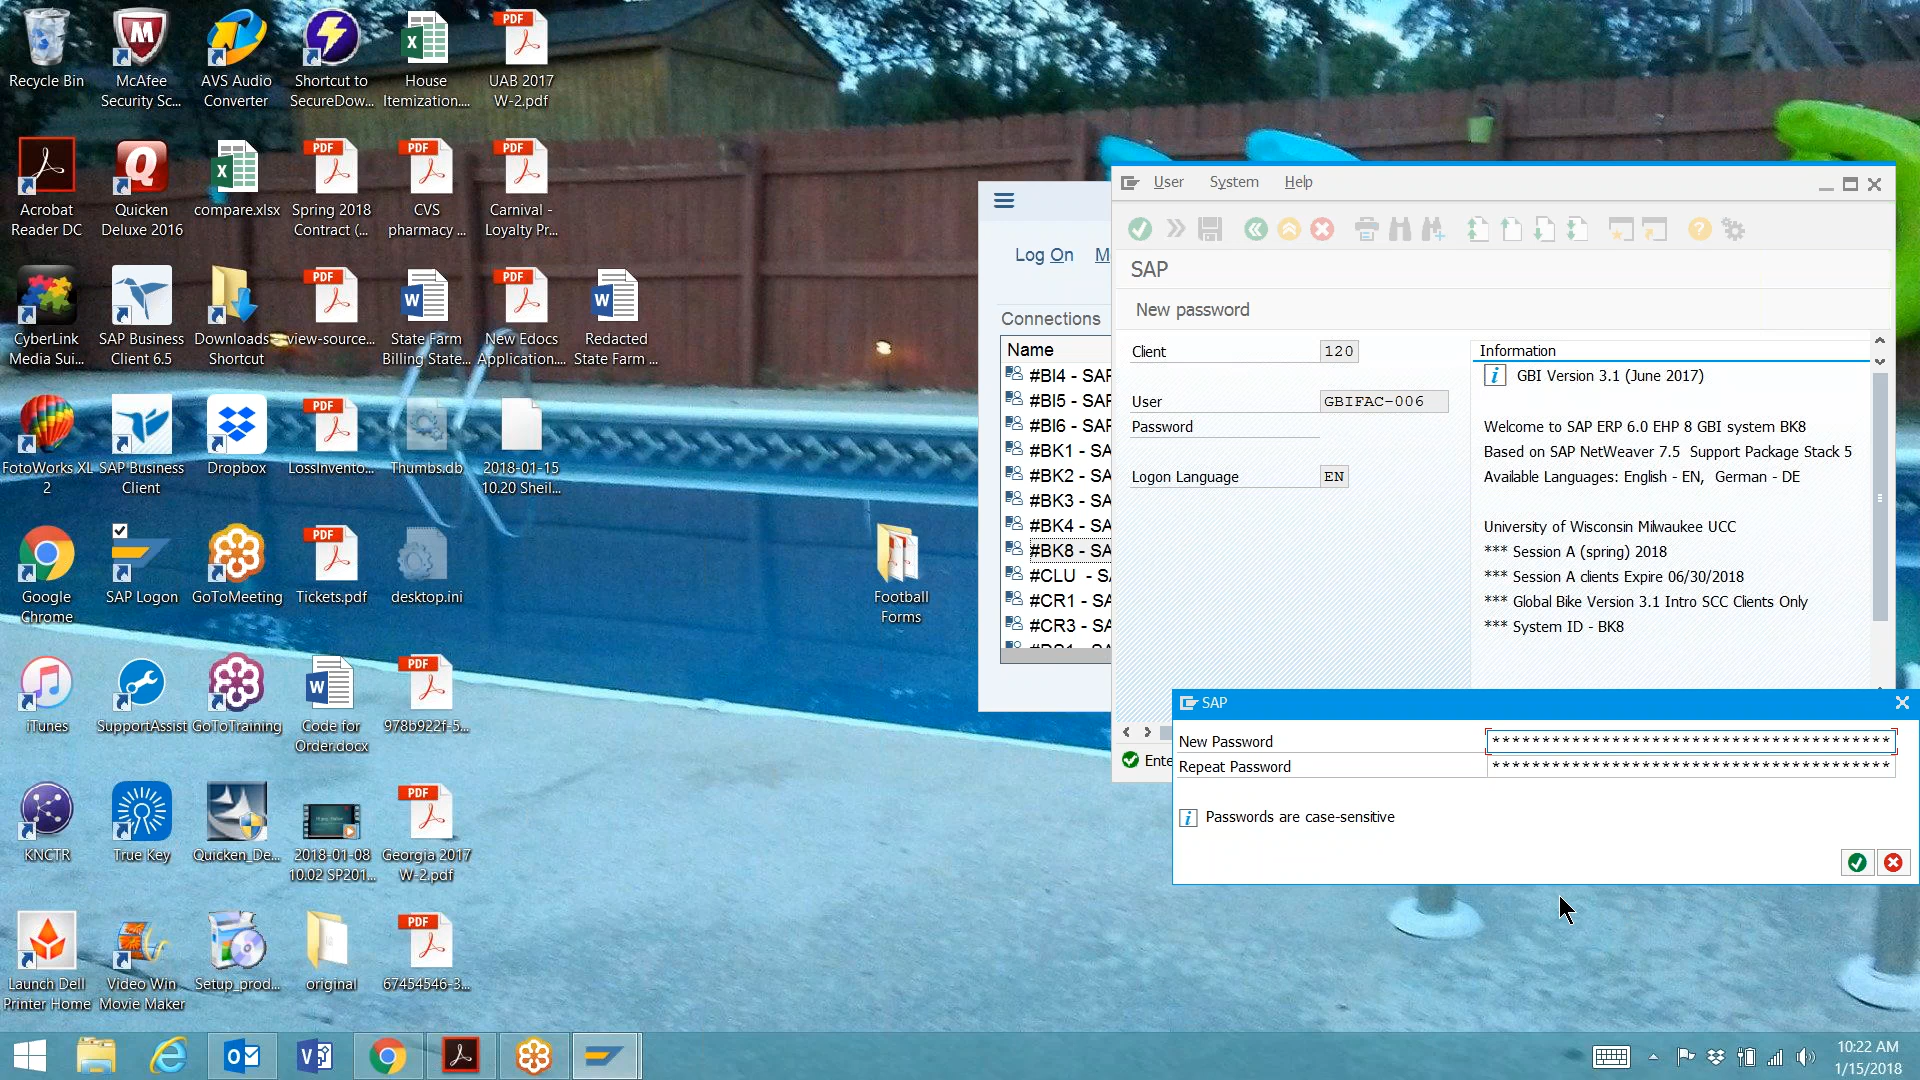 Recycle Bin
McAfee
Security Sc...
AVS Audio
Converter
Shortcut to
SecureDow...
House
Itemization....
UAB 2017
W-2.pdf
Acrobat
Reader DC
Quicken
Deluxe 2016
compare.xlsx
Spring 2018
Contract (...
CVS
pharmacy ...
Carnival -
Loyalty Pr...
CyberLink
Media Sui...
SAP Business
Client 6.5
Downloads -
Shortcut
view-source...
State Farm
Billing State...
New Edocs
Application....
Redacted
State Farm ...
FotoWorks XL
2
SAP Business
Client
Dropbox
LossInvento...
Thumbs.db
2018-01-15
10.20 Sheil...
Google
Chrome
SAP Logon
GoToMeeting
Tickets.pdf
desktop.ini
Football
Forms
iTunes
SupportAssist
GoToTraining
Code for
Order.docx
978b922f-5...
KNCTR
True Key
Quicken_De...
2018-01-08
10.02 SP201...
Georgia 2017
W-2.pdf
Launch Dell
Printer Home
Video Win
Movie Maker
Setup_prod...
original
67454546-3...
Log On
M
Connections
Name
#BI4 - SAP
#BI5 - SAP
#BI6 - SAP
#BK1 - SA
#BK2 - SA
#BK3 - SA
#BK4 - SA
#BK8 - SA
#CLU - SA
#CR1 - SA
#CR3 - SA
User System Help
SAP
New password
Client 120
User GBIFAC-006
Password
Logon Language EN
Information
GBI Version 3.1 (June 2017)
Welcome to SAP ERP 6.0 EHP 8 GBI system BK8
Based on SAP NetWeaver 7.5 Support Package Stack 5
Available Languages: English - EN, German - DE
University of Wisconsin Milwaukee UCC
*** Session A (spring) 2018
*** Session A clients Expire 06/30/2018
*** Global Bike Version 3.1 Intro SCC Clients Only
*** System ID - BK8
Ente
SAP
New Password ****************************************
Repeat Password ****************************************
Passwords are case-sensitive
10:22 AM
1/15/2018